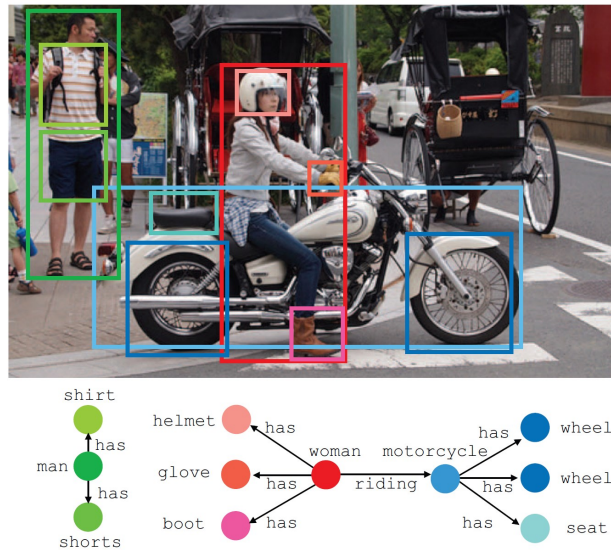 shirt
has
man
has
shorts
helmet
has
glove
has
boot
has
woman
riding
motorcycle
has
wheel
has
wheel
has
seat